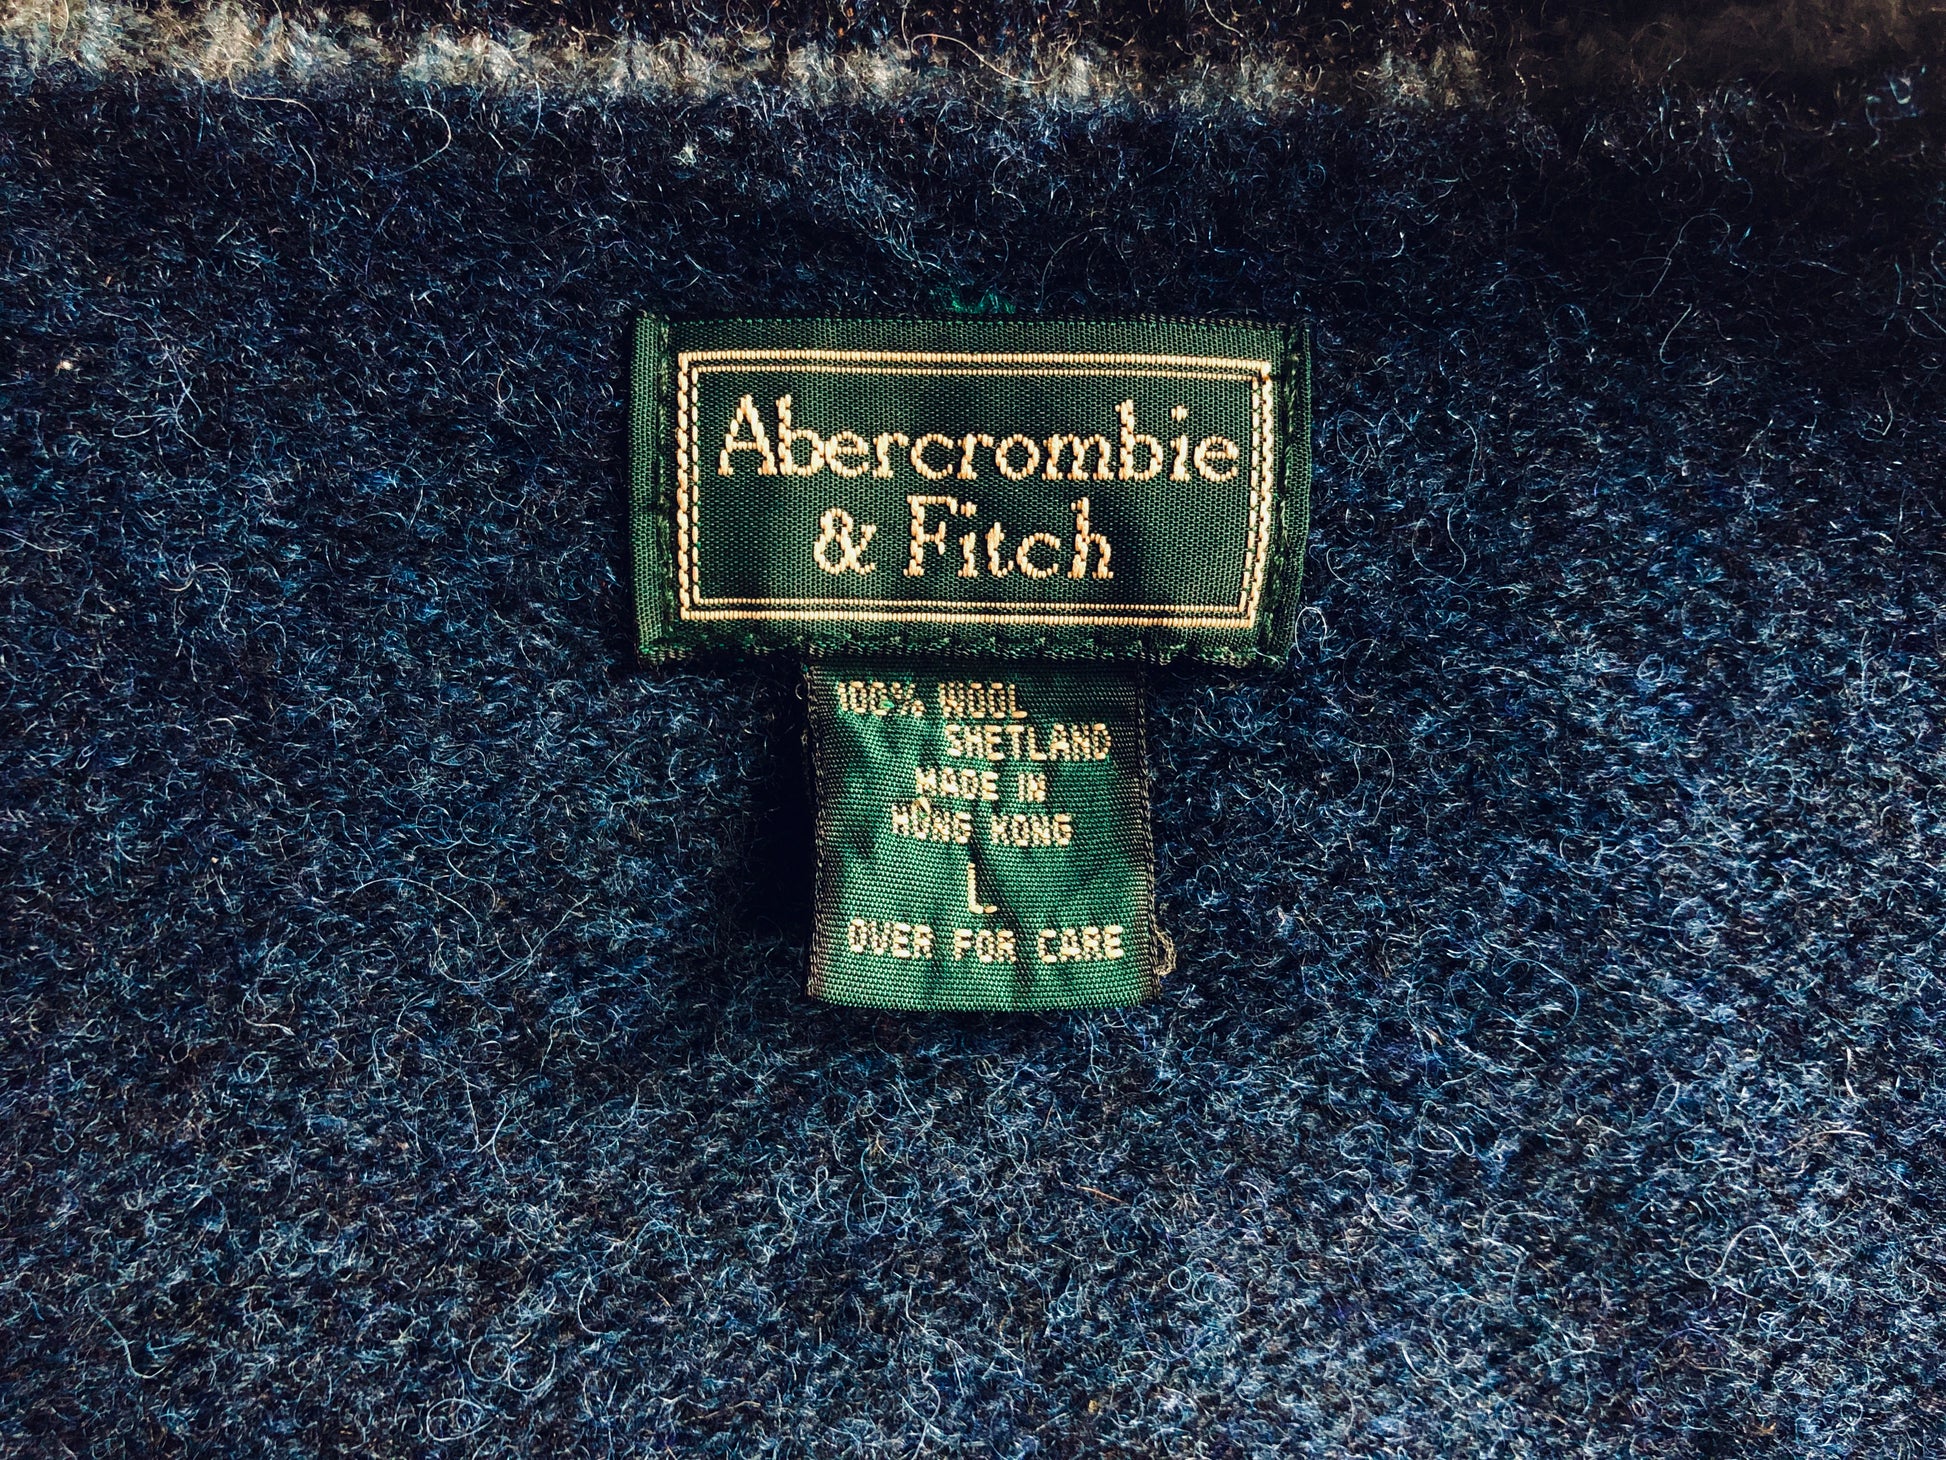 Abercrombie
& Fitch
100% WOOL
SHETLAND
MADE IN
HONG KONG
L
OVER FOR CARE